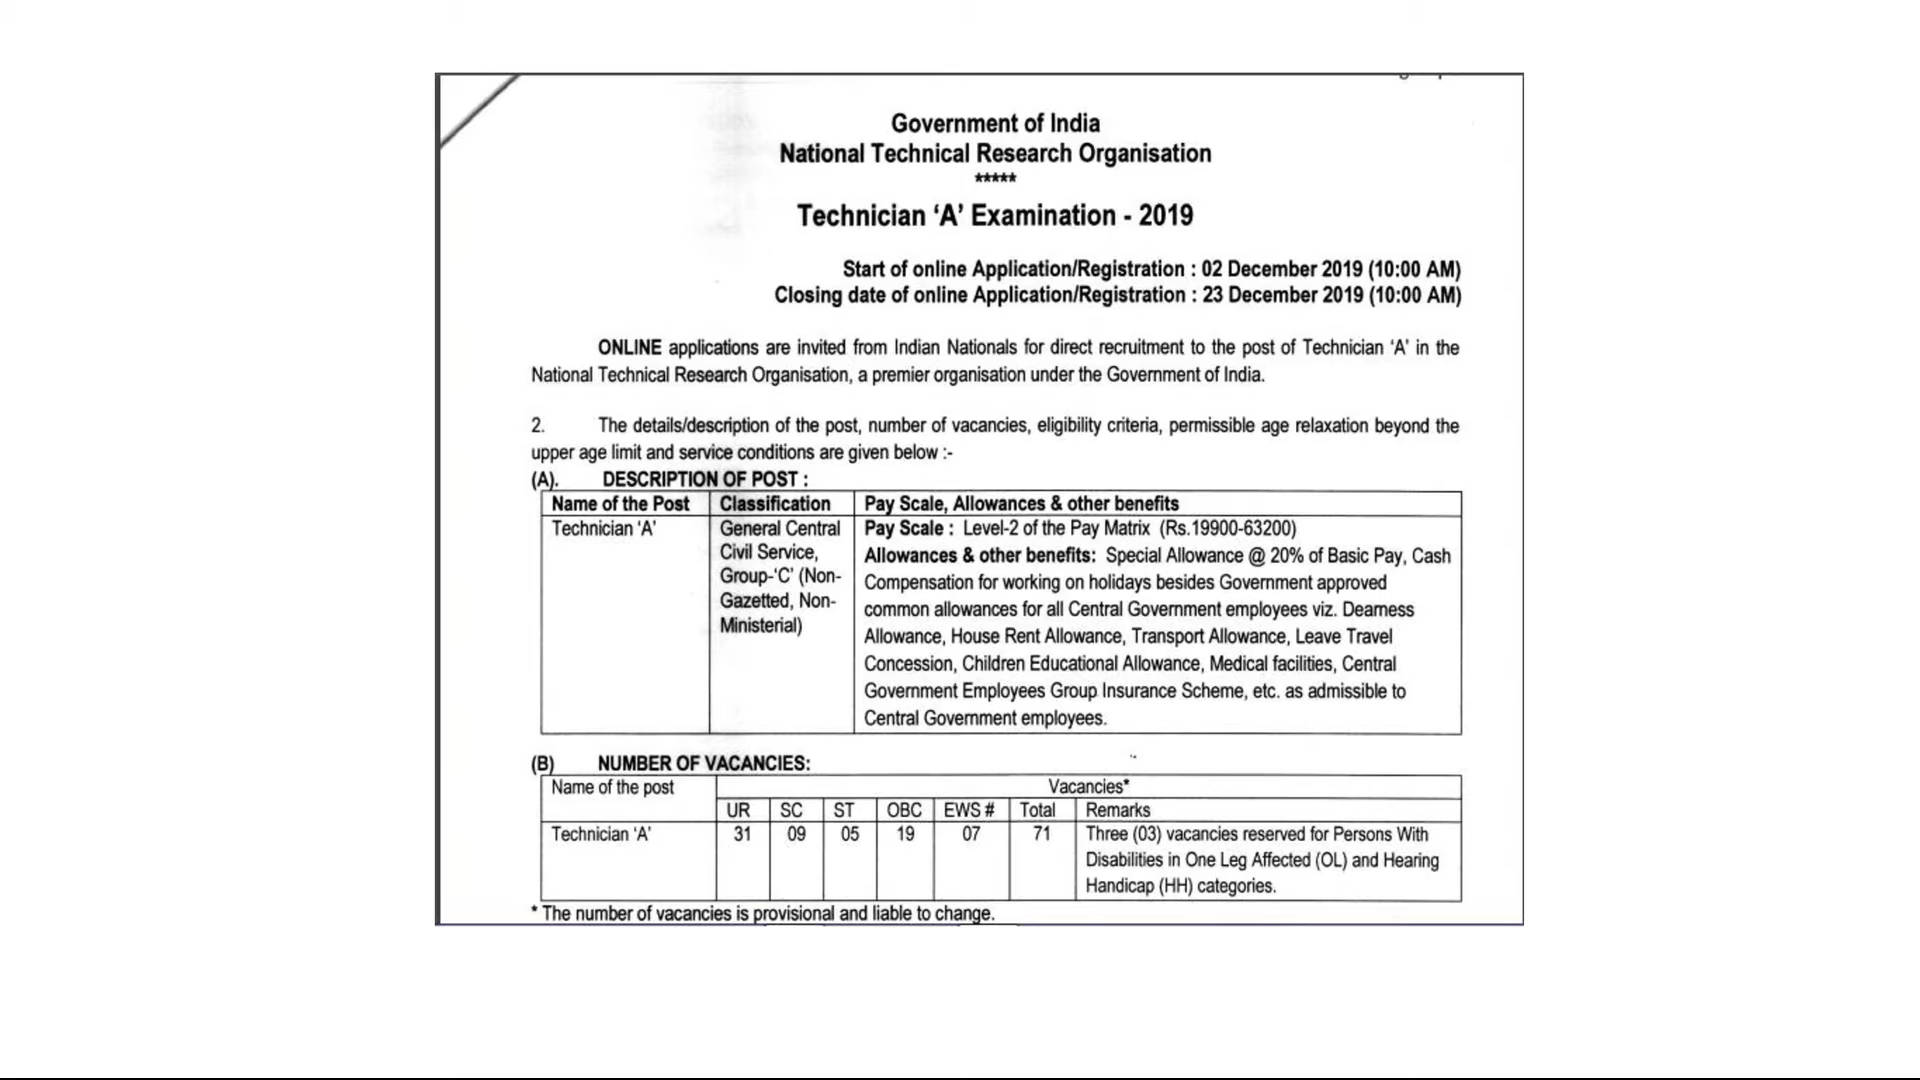 Government of India
National Technical Research Organisation
*****
Technician ‘A’ Examination - 2019
Start of online Application/Registration : 02 December 2019 (10:00 AM)
Closing date of online Application/Registration : 23 December 2019 (10:00 AM)
ONLINE applications are invited from Indian Nationals for direct recruitment to the post of Technician ‘A’ in the
National Technical Research Organisation, a premier organisation under the Government of India.
2. The details/description of the post, number of vacancies, eligibility criteria, permissible age relaxation beyond the
upper age limit and service conditions are given below :-
(A). DESCRIPTION OF POST :
Name of the Post Classification Pay Scale, Allowances & other benefits
Technician ‘A’ General Central Pay Scale : Level-2 of the Pay Matrix (Rs.19900-63200)
Civil Service, Allowances & other benefits: Special Allowance @ 20% of Basic Pay, Cash
Group-‘C’ (Non- Compensation for working on holidays besides Government approved
Gazetted, Non- common allowances for all Central Government employees viz. Dearness
Ministerial) Allowance, House Rent Allowance, Transport Allowance, Leave Travel
Concession, Children Educational Allowance, Medical facilities, Central
Government Employees Group Insurance Scheme, etc. as admissible to
Central Government employees.
(B) NUMBER OF VACANCIES:
Name of the post Vacancies*
UR SC ST OBC EWS # Total Remarks
Technician ‘A’ 31 09 05 19 07 71 Three (03) vacancies reserved for Persons With
Disabilities in One Leg Affected (OL) and Hearing
Handicap (HH) categories.
* The number of vacancies is provisional and liable to change.